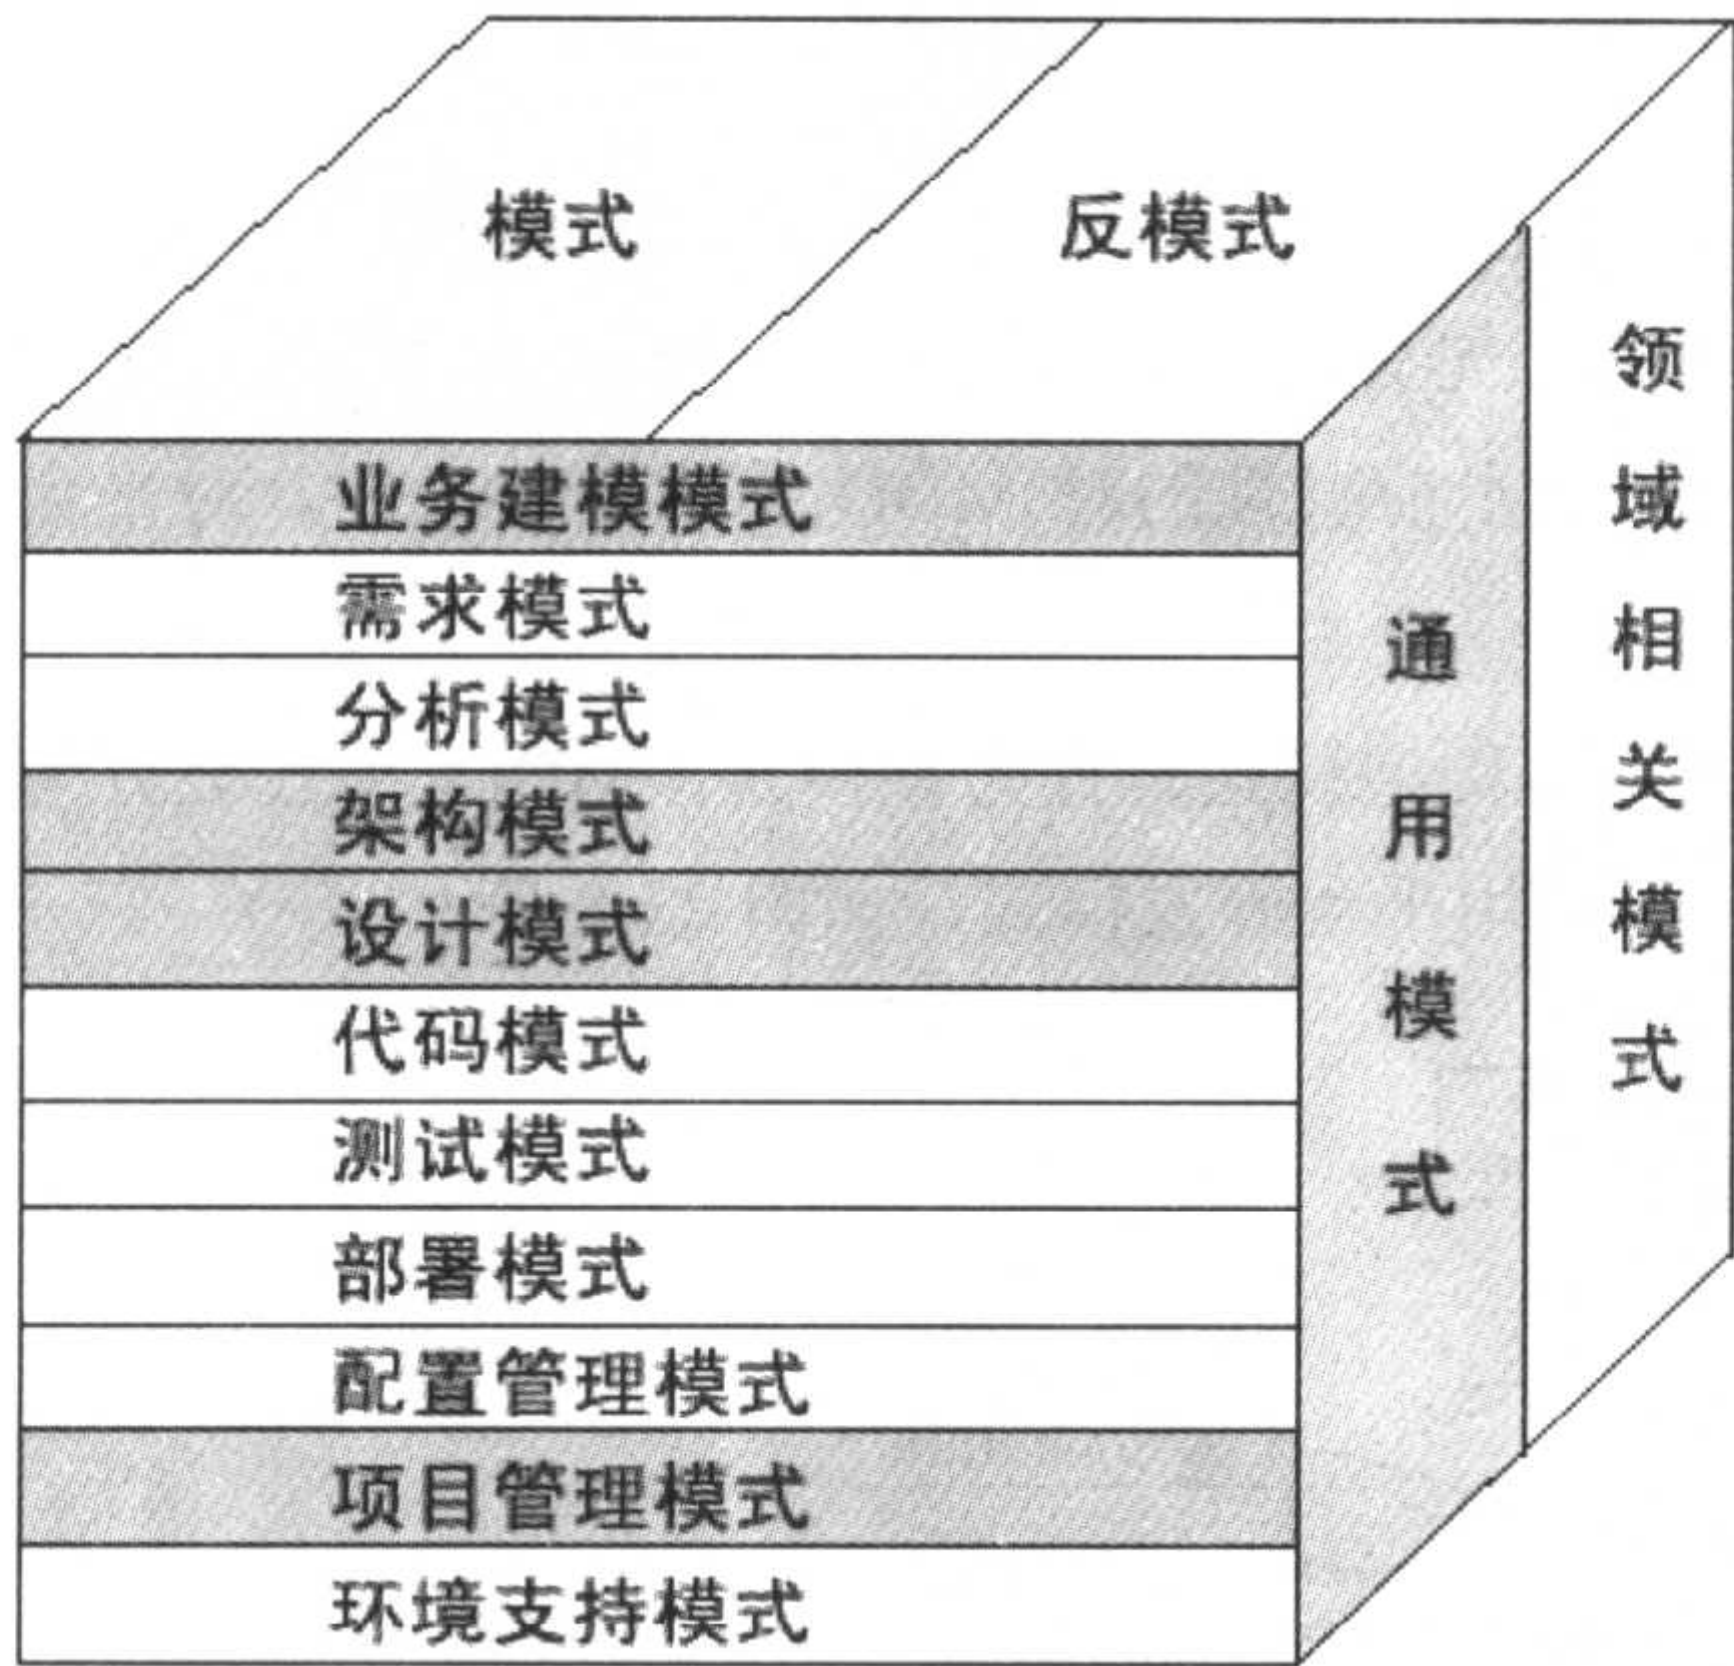 模式
反模式
业务建模模式
需求模式
分析模式
架构模式
设计模式
代码模式
测试模式
部署模式
配置管理模式
项目管理模式
环境支持模式
通用模式
领域相关模式